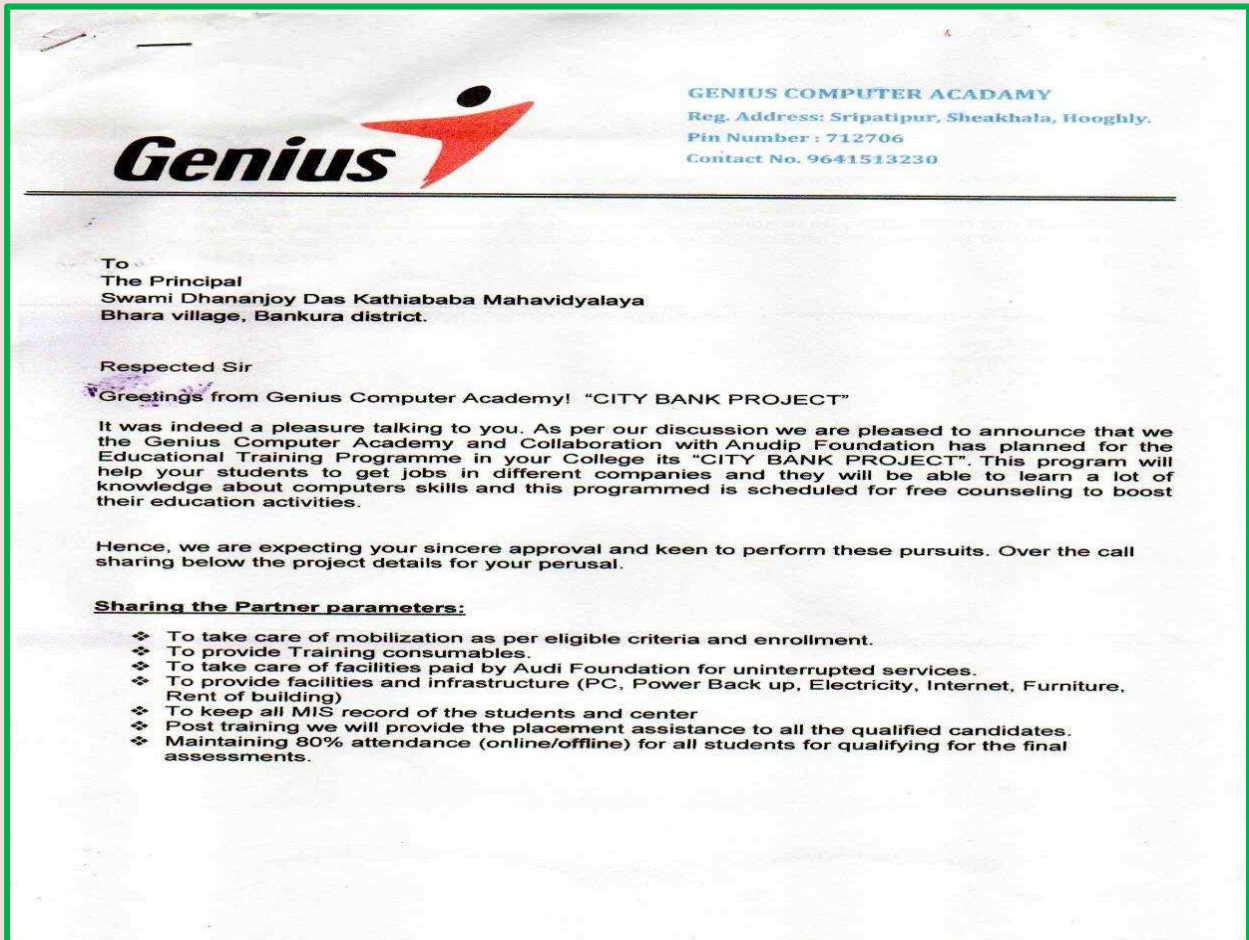 Genius
GENIUS COMPUTER ACADAMY
Reg. Address: Sripatipur, Sheakhala, Hooghly.
Pin Number : 712706
Contact No. 9641513230
To
The Principal
Swami Dhananjoy Das Kathiababa Mahavidyalaya
Bhara village, Bankura district.
Respected Sir
Greetings from Genius Computer Academy! “CITY BANK PROJECT”
It was indeed a pleasure talking to you. As per our discussion we are pleased to announce that we
the Genius Computer Academy and Collaboration with Anudip Foundation has planned for the
Educational Training Programme in your College its “CITY BANK PROJECT”. This program will
help your students to get jobs in different companies and they will be able to learn a lot of
knowledge about computers skills and this programmed is scheduled for free counseling to boost
their education activities.
Hence, we are expecting your sincere approval and keen to perform these pursuits. Over the call
sharing below the project details for your perusal.
Sharing the Partner parameters:
❖ To take care of mobilization as per eligible criteria and enrollment.
❖ To provide Training consumables.
❖ To take care of facilities paid by Audi Foundation for uninterrupted services.
❖ To provide facilities and infrastructure (PC, Power Back up, Electricity, Internet, Furniture,
Rent of building)
❖ To keep all MIS record of the students and center
❖ Post training we will provide the placement assistance to all the qualified candidates.
❖ Maintaining 80% attendance (online/offline) for all students for qualifying for the final
assessments.